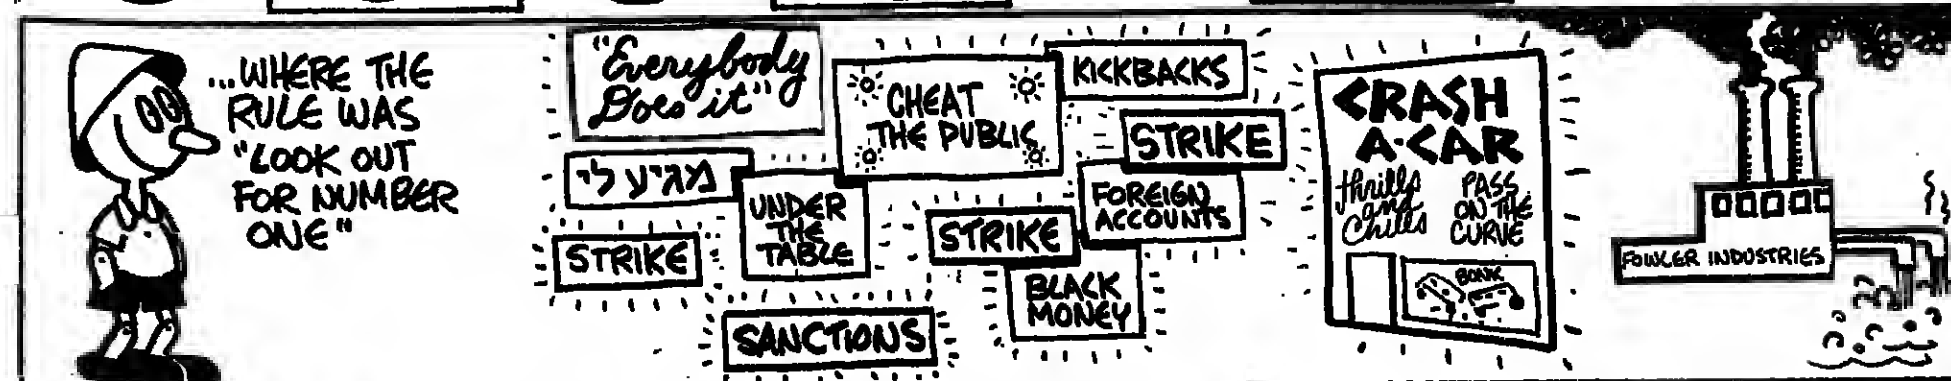 ...WHERE THE
RULE WAS
"LOOK OUT
FOR NUMBER
ONE"
"Everybody
Does it"
CHEAT
THE PUBLIC
KICKBACKS
STRIKE
מגיע לי
UNDER
THE
TABLE
FOREIGN
ACCOUNTS
STRIKE
STRIKE
BLACK
MONEY
SANCTIONS
CRASH
A·CAR
thrills
and
Chills
PASS
ON THE
CURVE
BONK
FOWLER INDUSTRIES